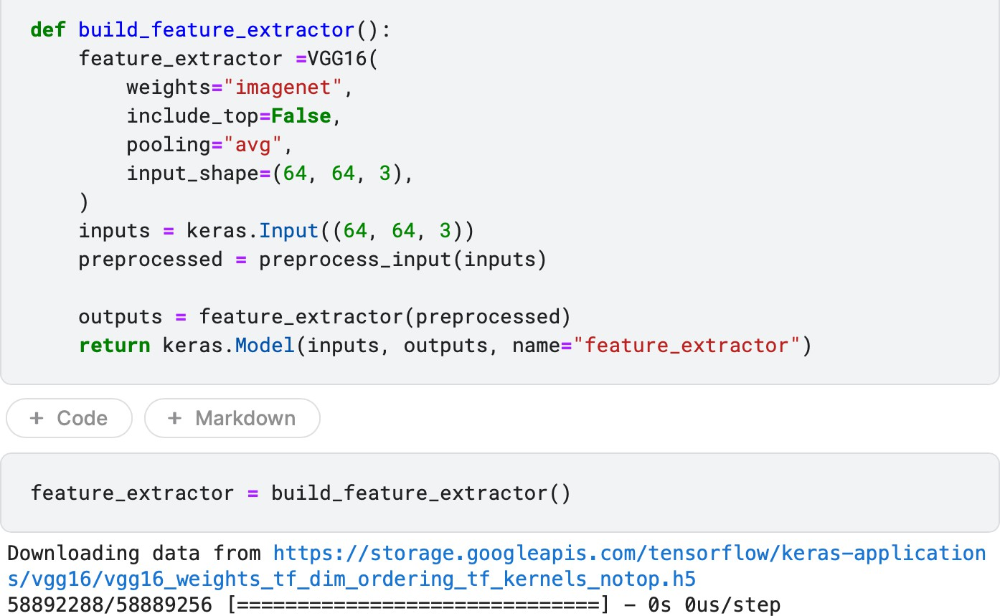 def build_feature_extractor():
    feature_extractor =VGG16(
        weights="imagenet",
        include_top=False,
        pooling="avg",
        input_shape=(64, 64, 3),
    )
    inputs = keras.Input((64, 64, 3))
    preprocessed = preprocess_input(inputs)

    outputs = feature_extractor(preprocessed)
    return keras.Model(inputs, outputs, name="feature_extractor")
+ Code + Markdown
feature_extractor = build_feature_extractor()
Downloading data from https://storage.googleapis.com/tensorflow/keras-application
s/vgg16/vgg16_weights_tf_dim_ordering_tf_kernels_notop.h5
58892288/58889256 [==============================] - 0s 0us/step